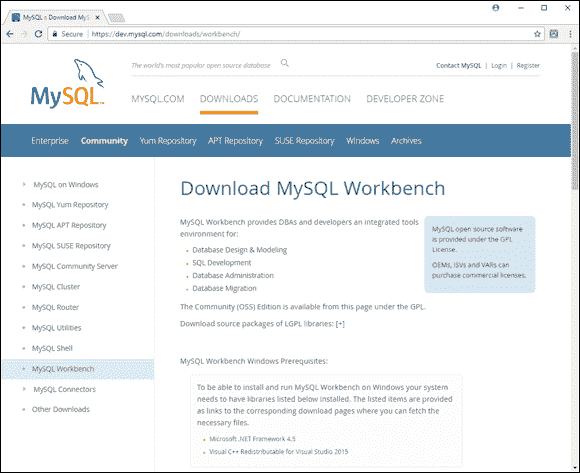 MySQL :: Download MyS
Secure https://dev.mysql.com/downloads/workbench/
MySQL™
The world's most popular open source database
Contact MySQL | Login | Register
MYSQL.COM DOWNLOADS DOCUMENTATION DEVELOPER ZONE
Enterprise Community Yum Repository APT Repository SUSE Repository Windows Archives
MySQL on Windows
MySQL Yum Repository
MySQL APT Repository
MySQL SUSE Repository
MySQL Community Server
MySQL Cluster
MySQL Router
MySQL Utilities
MySQL Shell
MySQL Workbench
MySQL Connectors
Other Downloads
Download MySQL Workbench
MySQL Workbench provides DBAs and developers an integrated tools
environment for:
Database Design & Modeling
SQL Development
Database Administration
Database Migration
MySQL open source software
is provided under the GPL
License.
OEMs, ISVs and VARs can
purchase commercial licenses.
The Community (OSS) Edition is available from this page under the GPL.
Download source packages of LGPL libraries: [+]
MySQL Workbench Windows Prerequisites:
To be able to install and run MySQL Workbench on Windows your system
needs to have libraries listed below installed. The listed items are provided
as links to the corresponding download pages where you can fetch the
necessary files.
Microsoft .NET Framework 4.5
Visual C++ Redistributable for Visual Studio 2015